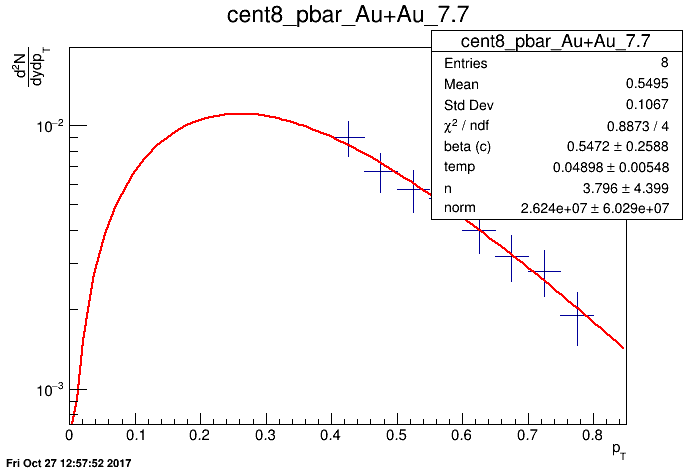 cent8_pbar_Au+Au_7.7
d²N
dydp_T
cent8_pbar_Au+Au_7.7
Entries 8
Mean 0.5495
Std Dev 0.1067
χ² / ndf 0.8873 / 4
beta (c) 0.5472 ± 0.2588
temp 0.04898 ± 0.00548
n 3.796 ± 4.399
norm 2.624e+07 ± 6.029e+07
10⁻²
10⁻³
0 0.1 0.2 0.3 0.4 0.5 0.6 0.7 0.8
p_T
Fri Oct 27 12:57:52 2017